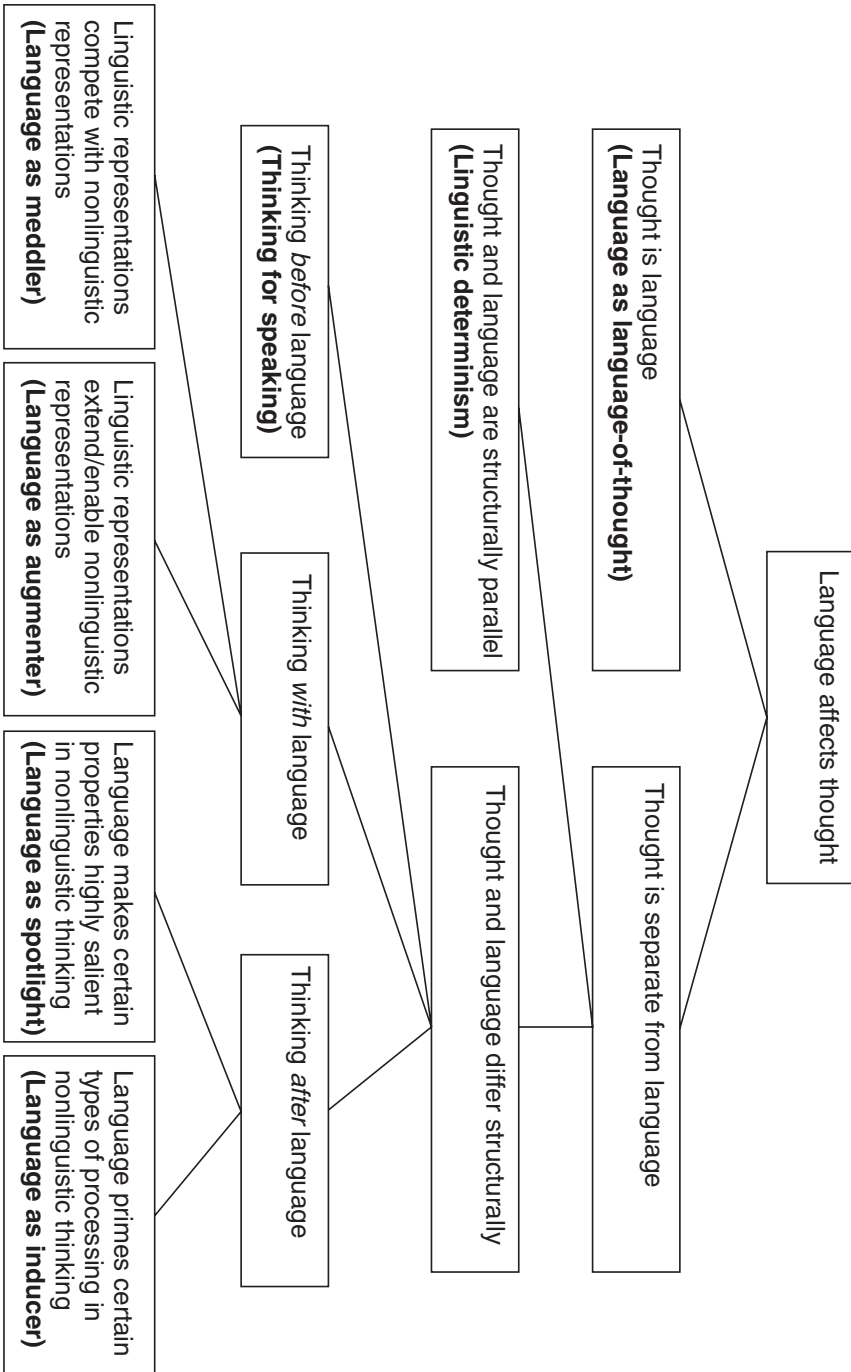 Language affects thought
Thought is language
(Language as language-of-thought)
Thought is separate from language
Thought and language are structurally parallel
(Linguistic determinism)
Thought and language differ structurally
Thinking before language
(Thinking for speaking)
Thinking with language
Thinking after language
Linguistic representations
compete with nonlinguistic
representations
(Language as meddler)
Linguistic representations
extend/enable nonlinguistic
representations
(Language as augmenter)
Language makes certain
properties highly salient
in nonlinguistic thinking
(Language as spotlight)
Language primes certain
types of processing in
nonlinguistic thinking
(Language as inducer)